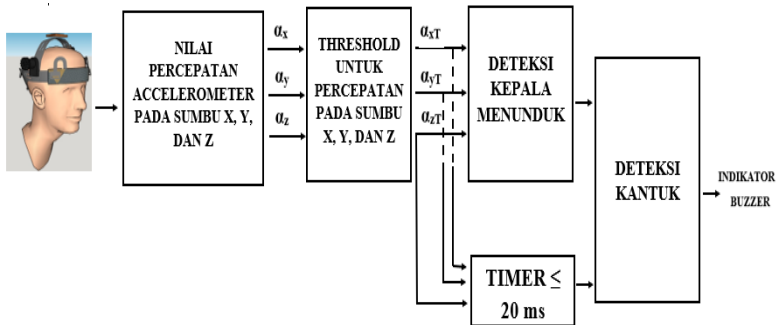 NILAI
PERCEPATAN
ACCELEROMETER
PADA SUMBU X, Y,
DAN Z
αx
αy
αz
THRESHOLD
UNTUK
PERCEPATAN
PADA SUMBU
X, Y, DAN Z
αxT
αyT
αzT
DETEKSI
KEPALA
MENUNDUK
TIMER ≤
20 ms
DETEKSI
KANTUK
INDIKATOR
BUZZER